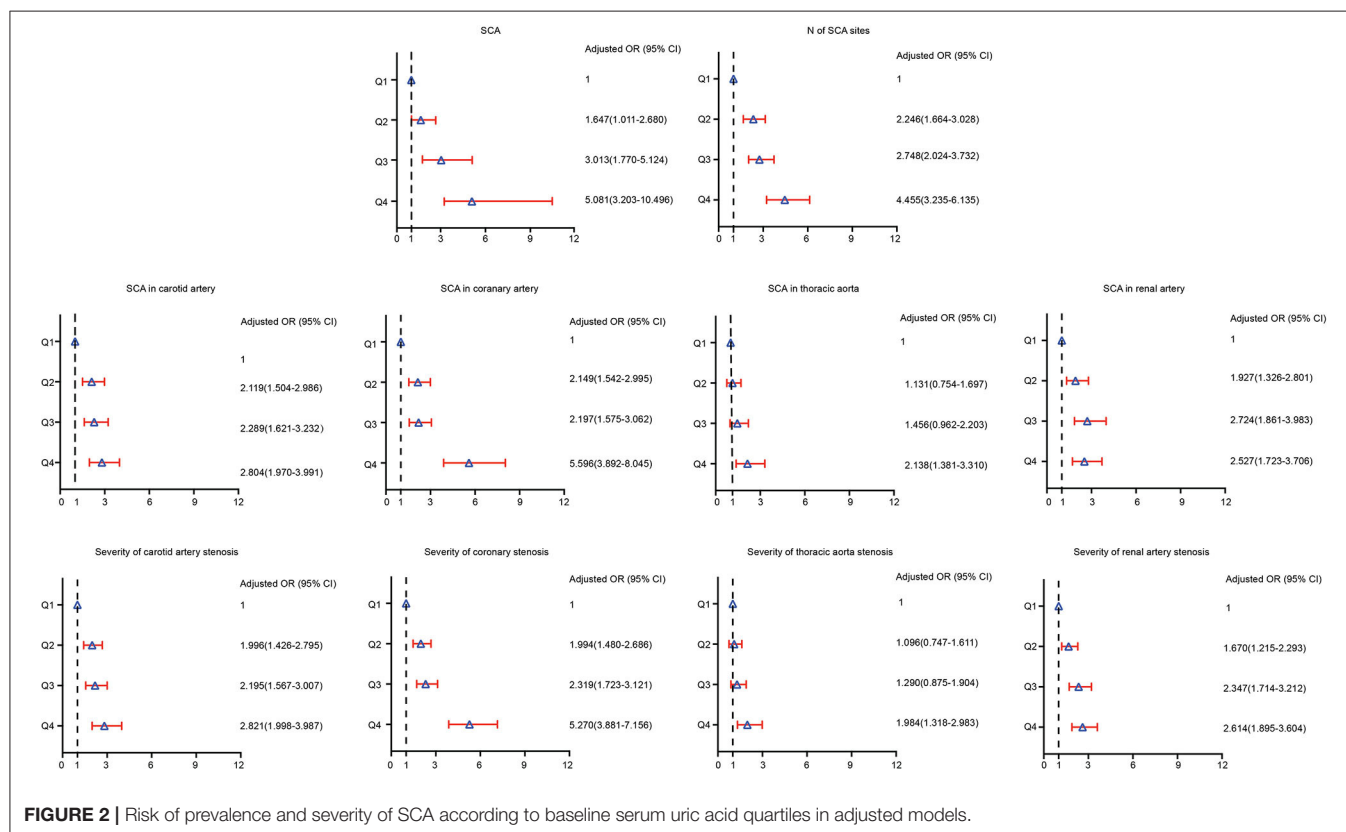 SCA
Adjusted OR (95% CI)
Q1
1
Q2
1.647(1.011-2.680)
Q3
3.013(1.770-5.124)
Q4
5.081(3.203-10.496)
0 1 3 6 9 12
N of SCA sites
Adjusted OR (95% CI)
Q1
1
Q2
2.246(1.664-3.028)
Q3
2.748(2.024-3.732)
Q4
4.455(3.235-6.135)
0 1 3 6 9 12
SCA in carotid artery
Adjusted OR (95% CI)
Q1
1
Q2
2.119(1.504-2.986)
Q3
2.289(1.621-3.232)
Q4
2.804(1.970-3.991)
0 1 3 6 9 12
SCA in coranary artery
Adjusted OR (95% CI)
Q1
1
Q2
2.149(1.542-2.995)
Q3
2.197(1.575-3.062)
Q4
5.596(3.892-8.045)
0 1 3 6 9 12
SCA in thoracic aorta
Adjusted OR (95% CI)
Q1
1
Q2
1.131(0.754-1.697)
Q3
1.456(0.962-2.203)
Q4
2.138(1.381-3.310)
0 1 3 6 9 12
SCA in renal artery
Adjusted OR (95% CI)
Q1
1
Q2
1.927(1.326-2.801)
Q3
2.724(1.861-3.983)
Q4
2.527(1.723-3.706)
0 1 3 6 9 12
Severity of carotid artery stenosis
Adjusted OR (95% CI)
Q1
1
Q2
1.996(1.426-2.795)
Q3
2.195(1.567-3.007)
Q4
2.821(1.998-3.987)
0 1 3 6 9 12
Severity of coronary stenosis
Adjusted OR (95% CI)
Q1
1
Q2
1.994(1.480-2.686)
Q3
2.319(1.723-3.121)
Q4
5.270(3.881-7.156)
0 1 3 6 9 12
Severity of thoracic aorta stenosis
Adjusted OR (95% CI)
Q1
1
Q2
1.096(0.747-1.611)
Q3
1.290(0.875-1.904)
Q4
1.984(1.318-2.983)
0 1 3 6 9 12
Severity of renal artery stenosis
Adjusted OR (95% CI)
Q1
1
Q2
1.670(1.215-2.293)
Q3
2.347(1.714-3.212)
Q4
2.614(1.895-3.604)
0 1 3 6 9 12
FIGURE 2 | Risk of prevalence and severity of SCA according to baseline serum uric acid quartiles in adjusted models.